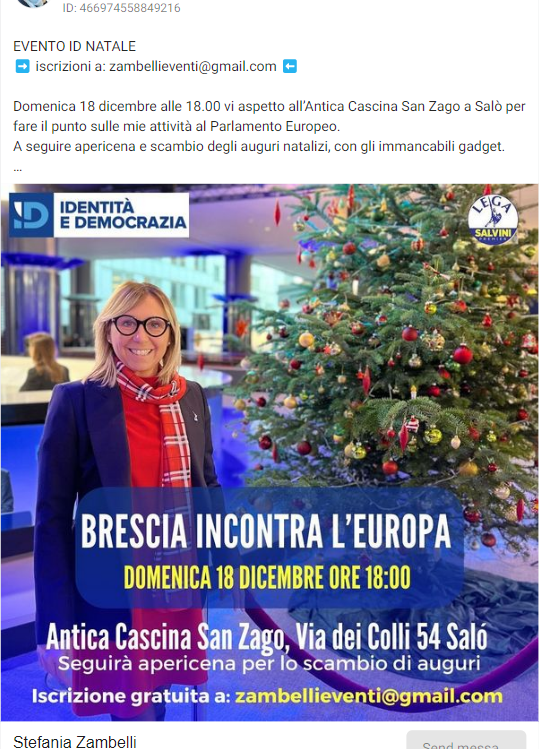 ID: 466974558849216
EVENTO ID NATALE
➡️ iscrizioni a: zambellieventi@gmail.com ⬅️
Domenica 18 dicembre alle 18.00 vi aspetto all'Antica Cascina San Zago a Salò per
fare il punto sulle mie attività al Parlamento Europeo.
A seguire apericena e scambio degli auguri natalizi, con gli immancabili gadget.
...
ID IDENTITÀ
E DEMOCRAZIA
LEGA
SALVINI
PREMIER
BRESCIA INCONTRA L'EUROPA
DOMENICA 18 DICEMBRE ORE 18:00
Antica Cascina San Zago, Via dei Colli 54 Saló
Seguirà apericena per lo scambio di auguri
Iscrizione gratuita a: zambellieventi@gmail.com
Stefania Zambelli
Send messa